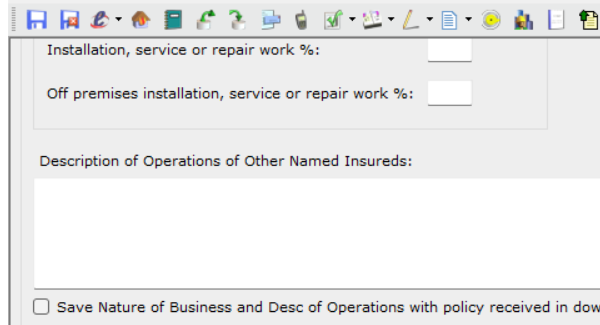 Installation, service or repair work %:
Off premises installation, service or repair work %:
Description of Operations of Other Named Insureds:
Save Nature of Business and Desc of Operations with policy received in dow